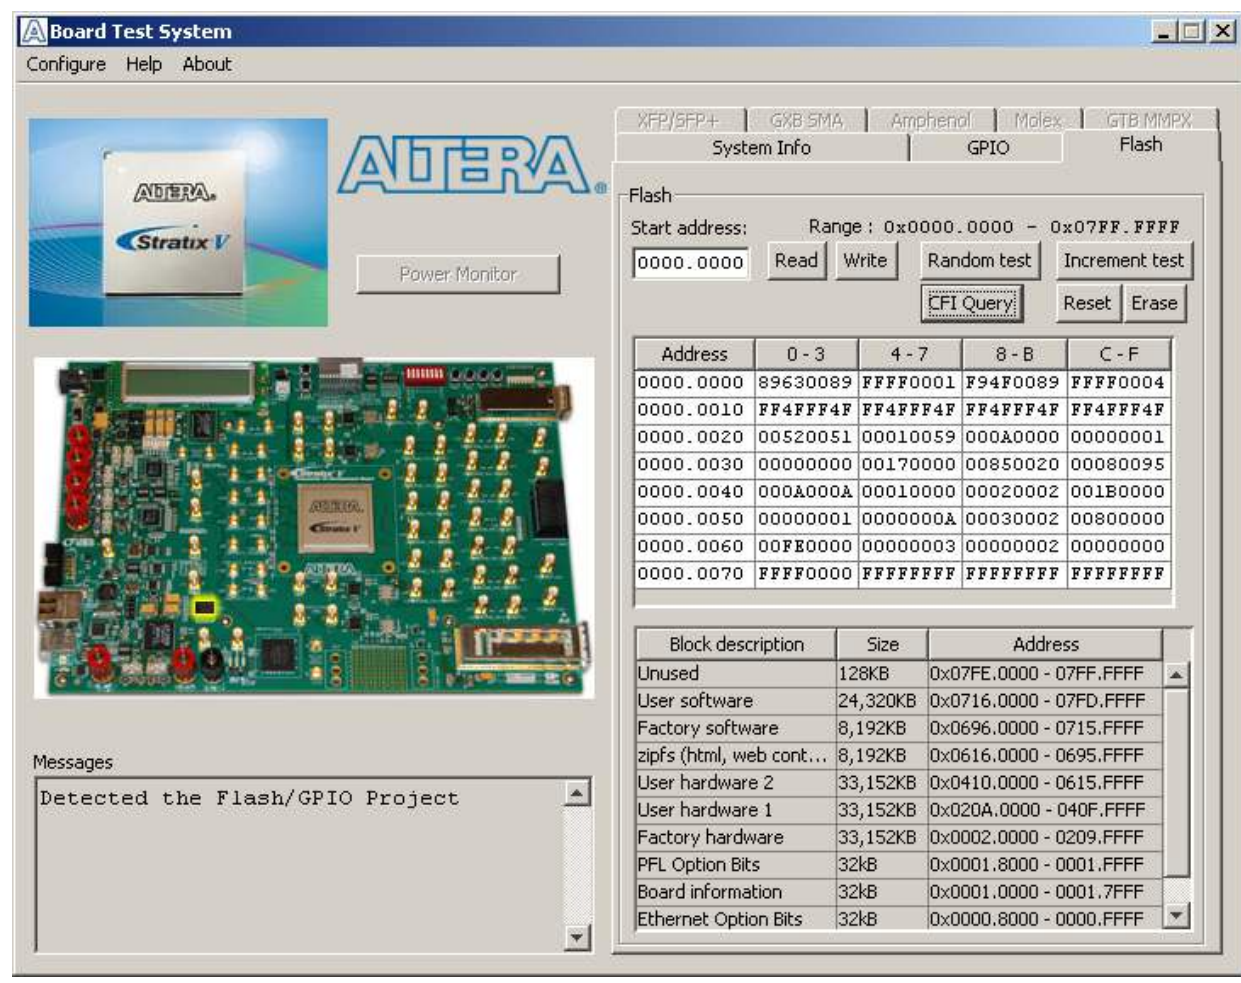 Board Test System
Configure Help About
ALTERA.
Stratix V
ALTERA®
Power Monitor
XFP/SFP+ GXB SMA Amphenol Molex GTB MMPX
System Info GPIO Flash
Flash
Start address: Range : 0x0000.0000 - 0x07FF.FFFF
0000.0000 Read Write Random test Increment test
CFI Query Reset Erase
Address 0 - 3 4 - 7 8 - B C - F
0000.0000 89630089 FFFF0001 F94F0089 FFFF0004
0000.0010 FF4FFF4F FF4FFF4F FF4FFF4F FF4FFF4F
0000.0020 00520051 00010059 000A0000 00000001
0000.0030 00000000 00170000 00850020 00080095
0000.0040 000A000A 00010000 00020002 001B0000
0000.0050 00000001 0000000A 00030002 00800000
0000.0060 00FE0000 00000003 00000002 00000000
0000.0070 FFFF0000 FFFFFFFF FFFFFFFF FFFFFFFF
Stratix V
ALTERA.
Stratix V
ALTERA
Block description Size Address
Unused 128KB 0x07FE.0000 - 07FF.FFFF
User software 24,320KB 0x0716.0000 - 07FD.FFFF
Factory software 8,192KB 0x0696.0000 - 0715.FFFF
zipfs (html, web cont... 8,192KB 0x0616.0000 - 0695.FFFF
User hardware 2 33,152KB 0x0410.0000 - 0615.FFFF
User hardware 1 33,152KB 0x020A.0000 - 040F.FFFF
Factory hardware 33,152KB 0x0002.0000 - 0209.FFFF
PFL Option Bits 32kB 0x0001.8000 - 0001.FFFF
Board information 32kB 0x0001.0000 - 0001.7FFF
Ethernet Option Bits 32kB 0x0000.8000 - 0000.FFFF
Messages
Detected the Flash/GPIO Project